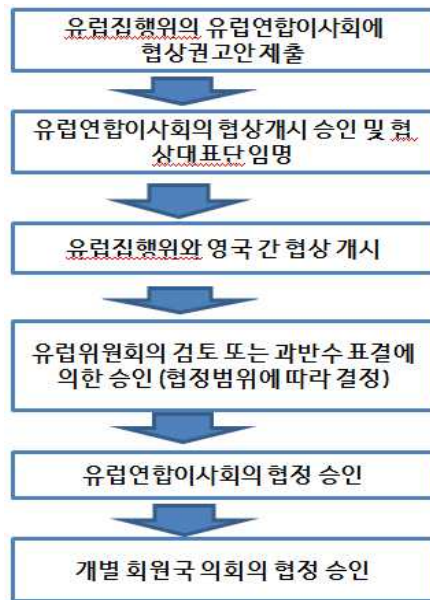 유럽집행위의 유럽연합이사회에
협상권고안 제출
유럽연합이사회의 협상개시 승인 및 협
상대표단 임명
유럽집행위와 영국 간 협상 개시
유럽위원회의 검토 또는 과반수 표결에
의한 승인 (협정범위에 따라 결정)
유럽연합이사회의 협정 승인
개별 회원국 의회의 협정 승인